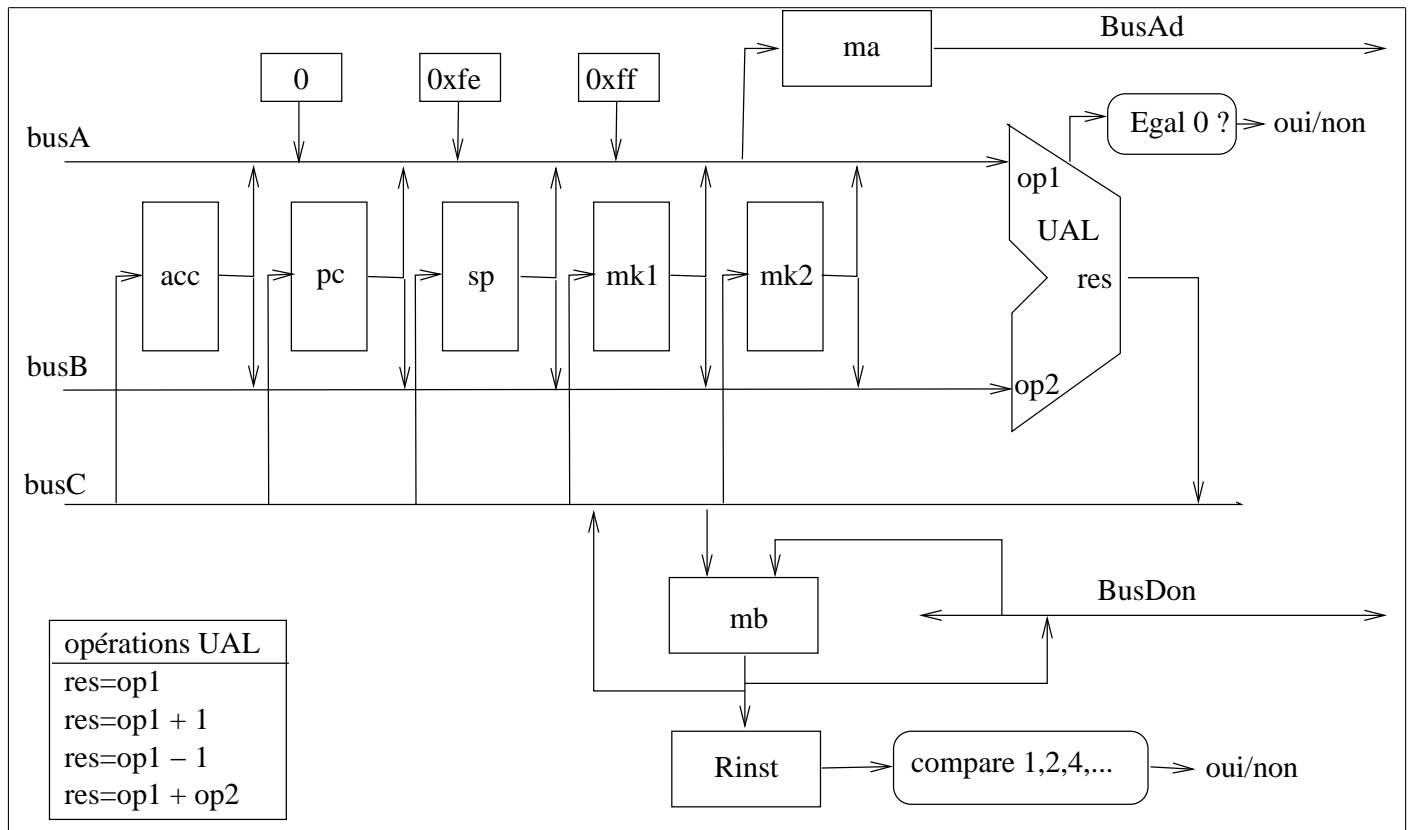 BusAd
ma
0
0xfe
0xff
Egal 0 ?
oui/non
busA
op1
UAL
acc
pc
sp
mk1
mk2
res
busB
op2
busC
BusDon
mb
opérations UAL
res=op1
res=op1 + 1
res=op1 − 1
res=op1 + op2
Rinst
compare 1,2,4,...
oui/non